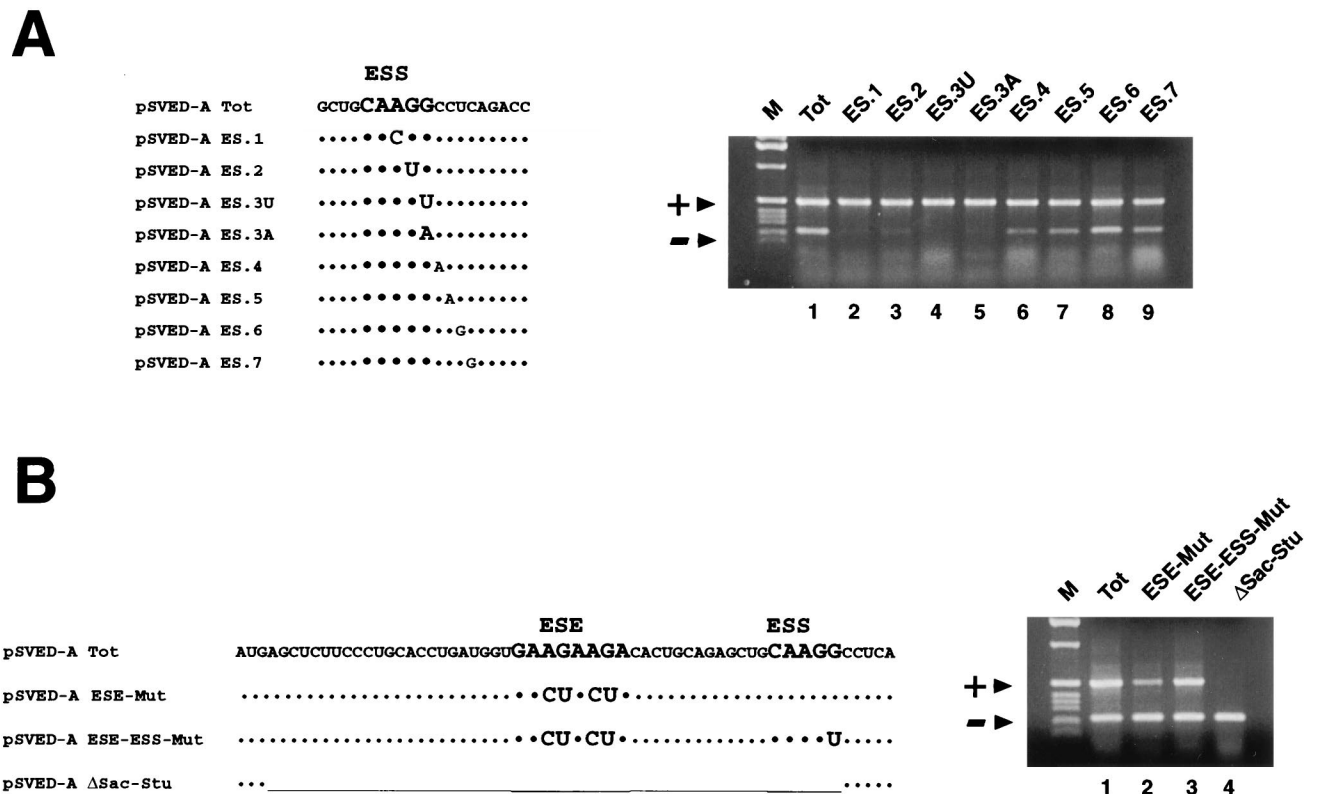 A
ESS
pSVED-A Tot GCUGCAAGGCCUCAGACC
pSVED-A ES.1 ••••••C••••••••••
pSVED-A ES.2 •••••••U••••••••••
pSVED-A ES.3U ••••••••U•••••••••
pSVED-A ES.3A ••••••••A•••••••••
pSVED-A ES.4 •••••••••A••••••••
pSVED-A ES.5 ••••••••••A•••••••
pSVED-A ES.6 •••••••••••G••••••
pSVED-A ES.7 ••••••••••••G•••••
M Tot ES.1 ES.2 ES.3U ES.3A ES.4 ES.5 ES.6 ES.7
+
-
1 2 3 4 5 6 7 8 9
B
ESE ESS
pSVED-A Tot AUGAGCUCUUCCCUGCACCUGAUGGUGAAGAAGACACUGCAGAGCUGCAAGGCCUCA
pSVED-A ESE-Mut CU•CU
pSVED-A ESE-ESS-Mut CU•CU U
pSVED-A ΔSac-Stu
M Tot ESE-Mut ESE-ESS-Mut ΔSac-Stu
+
-
1 2 3 4